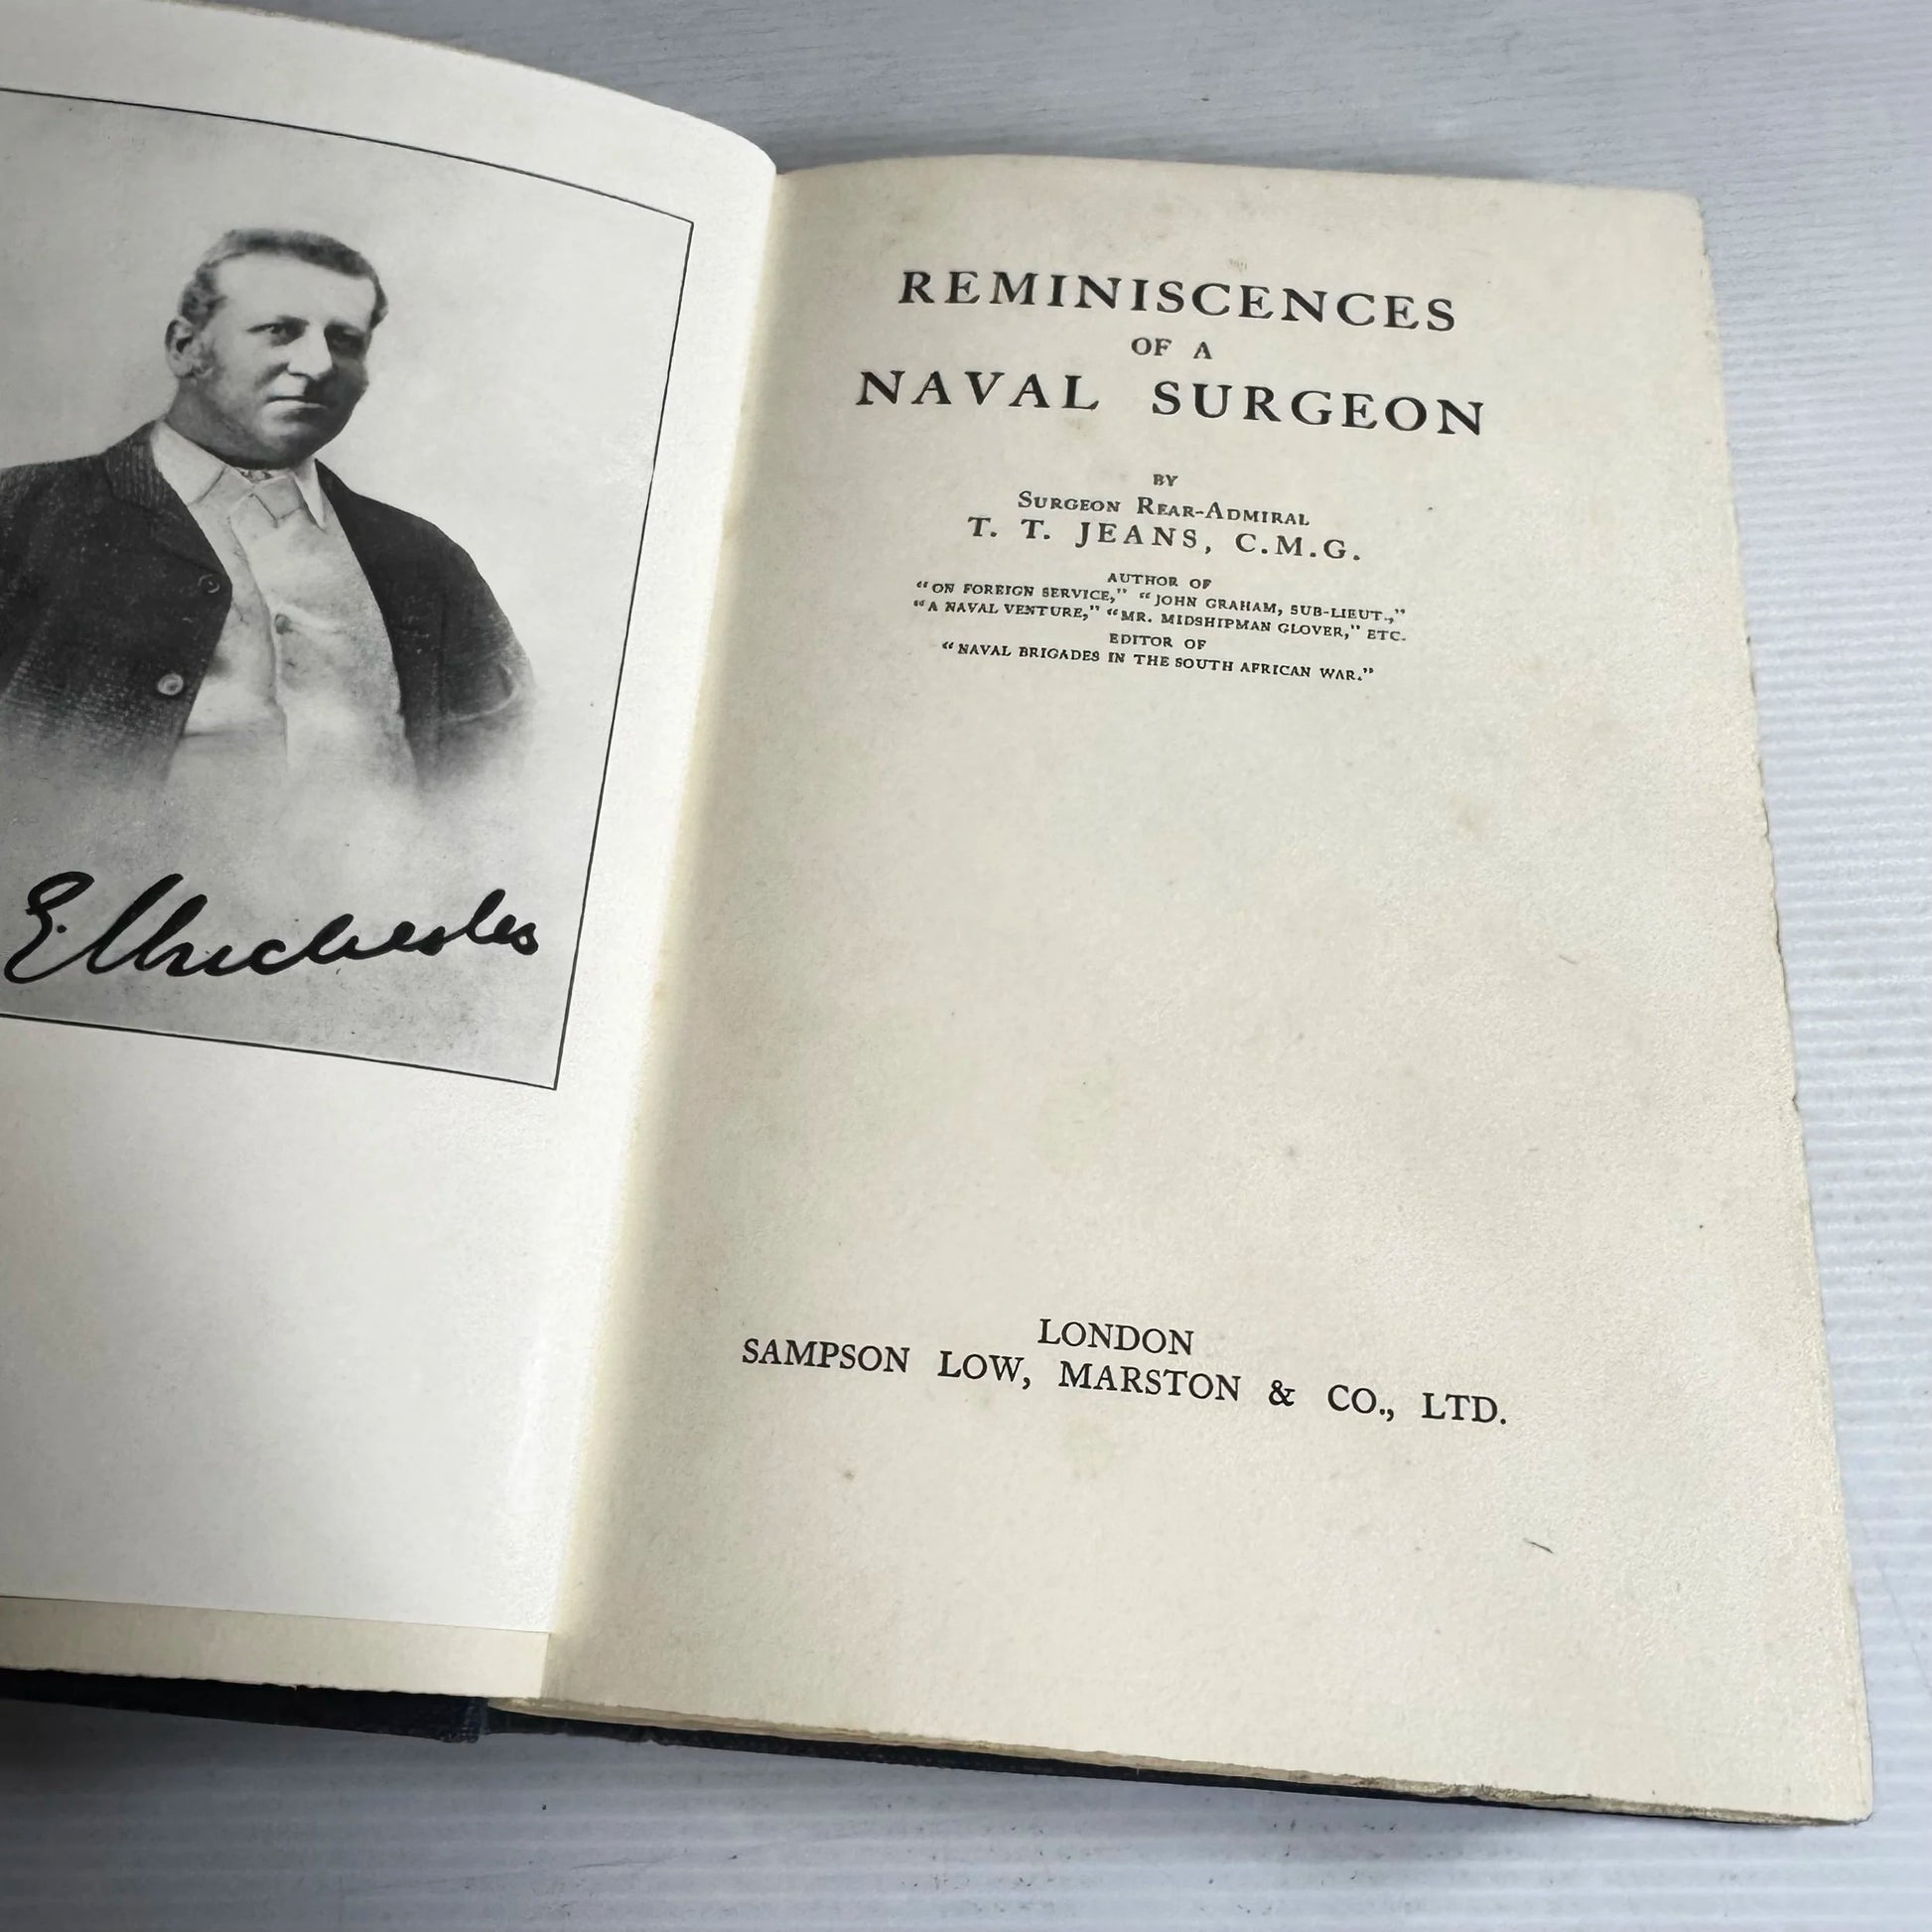 E. Chichester
REMINISCENCES
OF A
NAVAL SURGEON
BY
SURGEON REAR-ADMIRAL
T. T. JEANS, C.M.G.
AUTHOR OF
"ON FOREIGN SERVICE," "JOHN GRAHAM, SUB-LIEUT.,"
"A NAVAL VENTURE," "MR. MIDSHIPMAN GLOVER," ETC.
EDITOR OF
"NAVAL BRIGADES IN THE SOUTH AFRICAN WAR."
LONDON
SAMPSON LOW, MARSTON & CO., LTD.